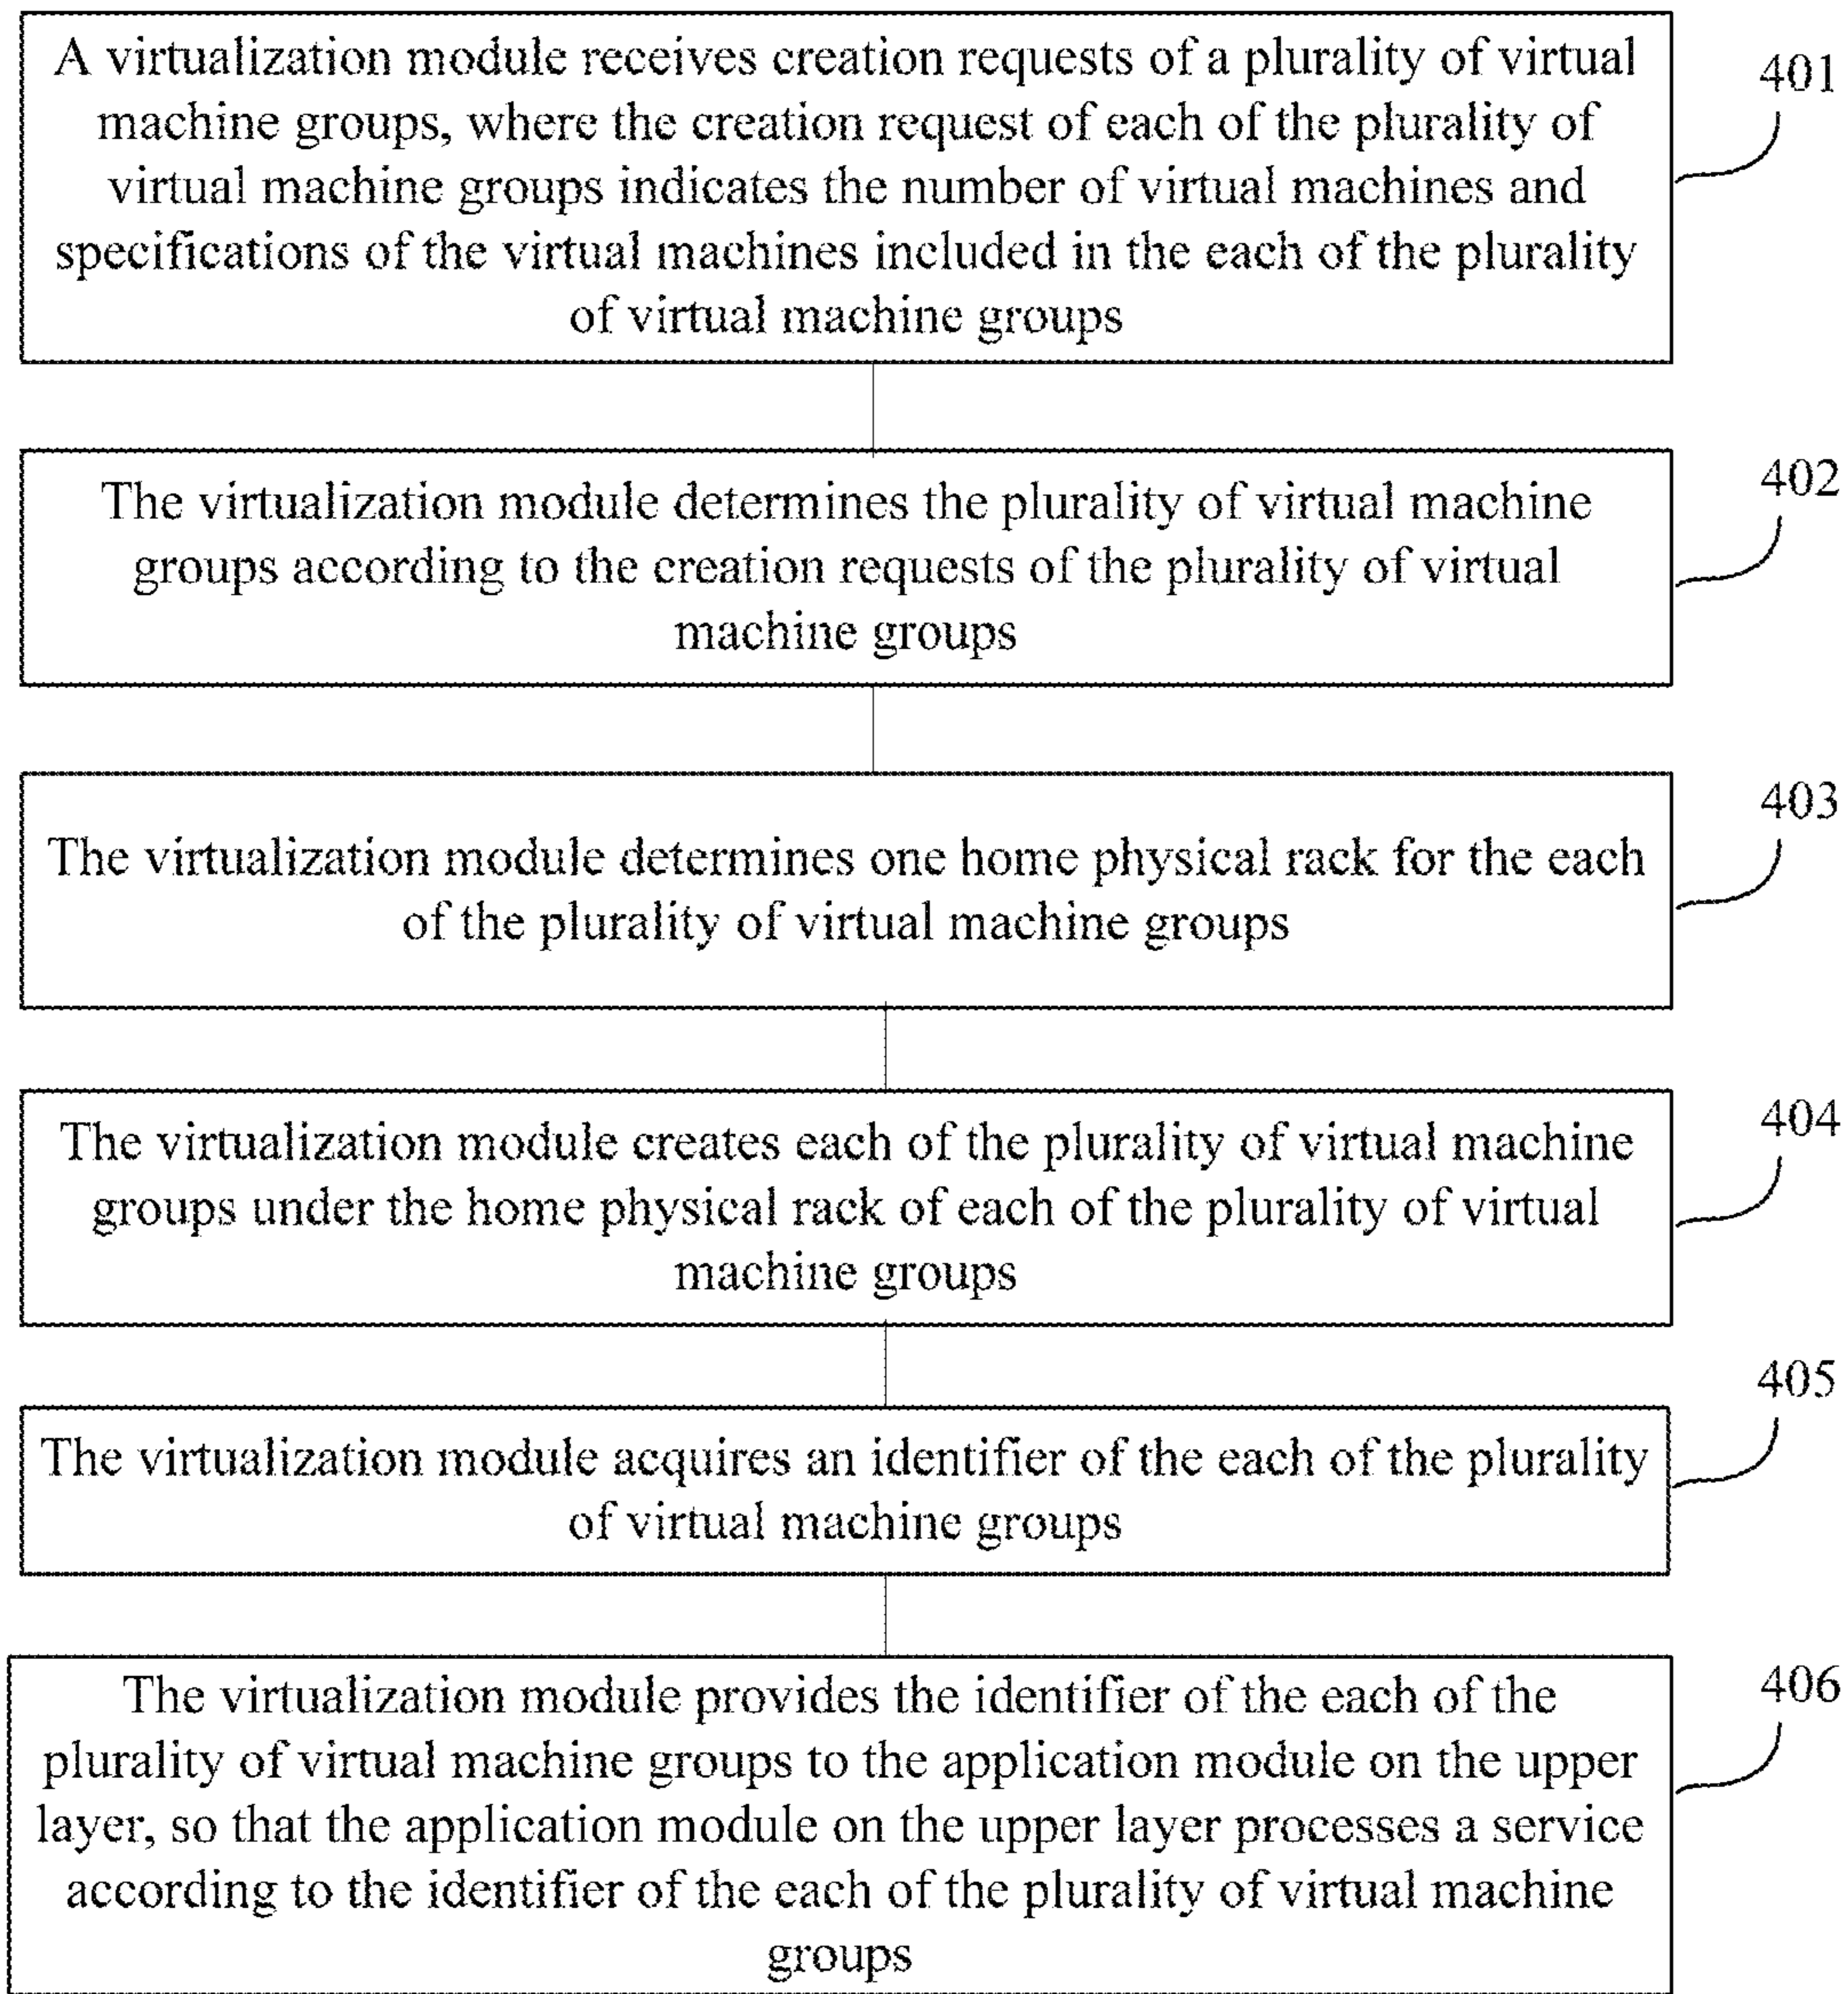 A virtualization module receives creation requests of a plurality of virtual
machine groups, where the creation request of each of the plurality of
virtual machine groups indicates the number of virtual machines and
specifications of the virtual machines included in the each of the plurality
of virtual machine groups
401
The virtualization module determines the plurality of virtual machine
groups according to the creation requests of the plurality of virtual
machine groups
402
The virtualization module determines one home physical rack for the each
of the plurality of virtual machine groups
403
The virtualization module creates each of the plurality of virtual machine
groups under the home physical rack of each of the plurality of virtual
machine groups
404
The virtualization module acquires an identifier of the each of the plurality
of virtual machine groups
405
The virtualization module provides the identifier of the each of the
plurality of virtual machine groups to the application module on the upper
layer, so that the application module on the upper layer processes a service
according to the identifier of the each of the plurality of virtual machine
groups
406